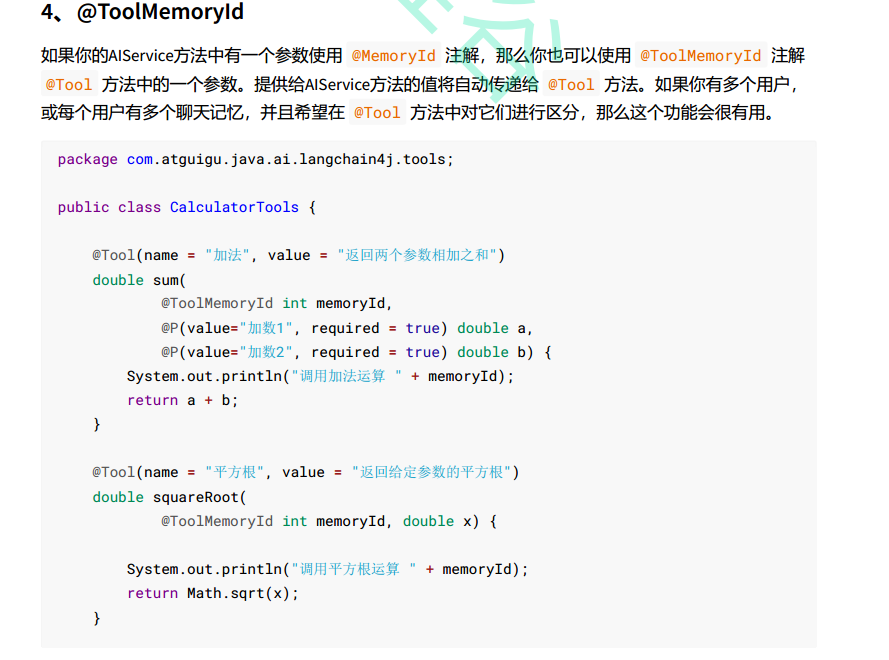 4、@ToolMemoryId
如果你的AIService方法中有一个参数使用 @MemoryId 注解，那么你也可以使用 @ToolMemoryId 注解
@Tool 方法中的一个参数。提供给AIService方法的值将自动传递给 @Tool 方法。如果你有多个用户，
或每个用户有多个聊天记忆，并且希望在 @Tool 方法中对它们进行区分，那么这个功能会很有用。
package com.atguigu.java.ai.langchain4j.tools;
public class CalculatorTools {
@Tool(name = "加法", value = "返回两个参数相加之和")
double sum(
@ToolMemoryId int memoryId,
@P(value="加数1", required = true) double a,
@P(value="加数2", required = true) double b) {
System.out.println("调用加法运算 " + memoryId);
return a + b;
}
@Tool(name = "平方根", value = "返回给定参数的平方根")
double squareRoot(
@ToolMemoryId int memoryId, double x) {
System.out.println("调用平方根运算 " + memoryId);
return Math.sqrt(x);
}